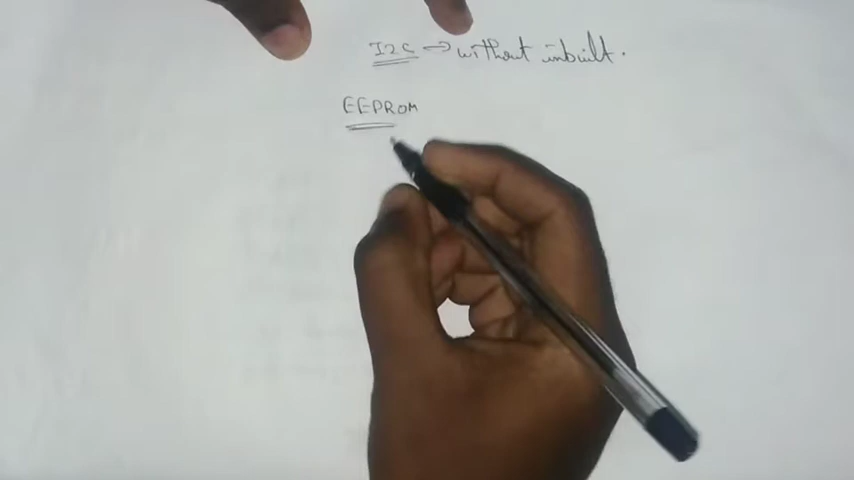 I2C → without inbuilt.
EEPROM